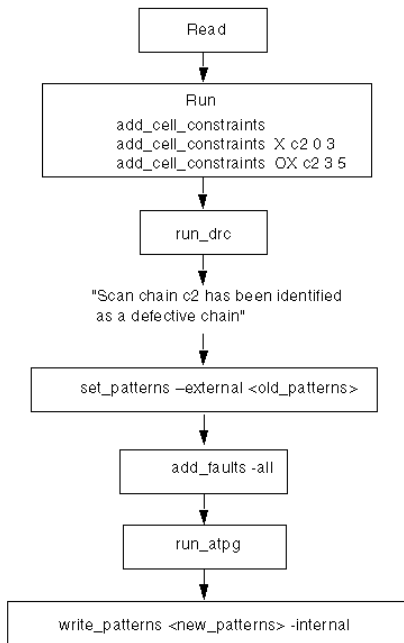 Read
Run
add_cell_constraints
add_cell_constraints X c2 0 3
add_cell_constraints OX c2 3 5
run_drc
"Scan chain c2 has been identified
as a defective chain"
set_patterns –external <old_patterns>
add_faults -all
run_atpg
write_patterns <new_patterns> -internal